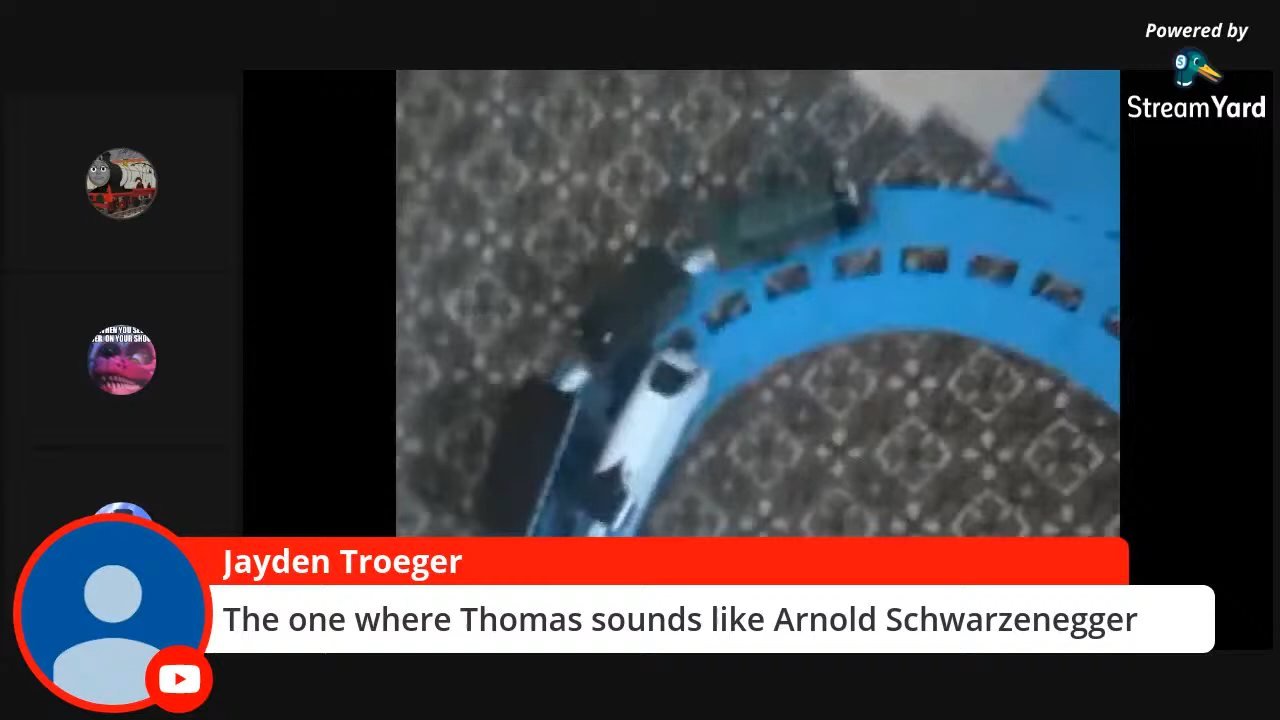 Powered by
StreamYard
Jayden Troeger
The one where Thomas sounds like Arnold Schwarzenegger